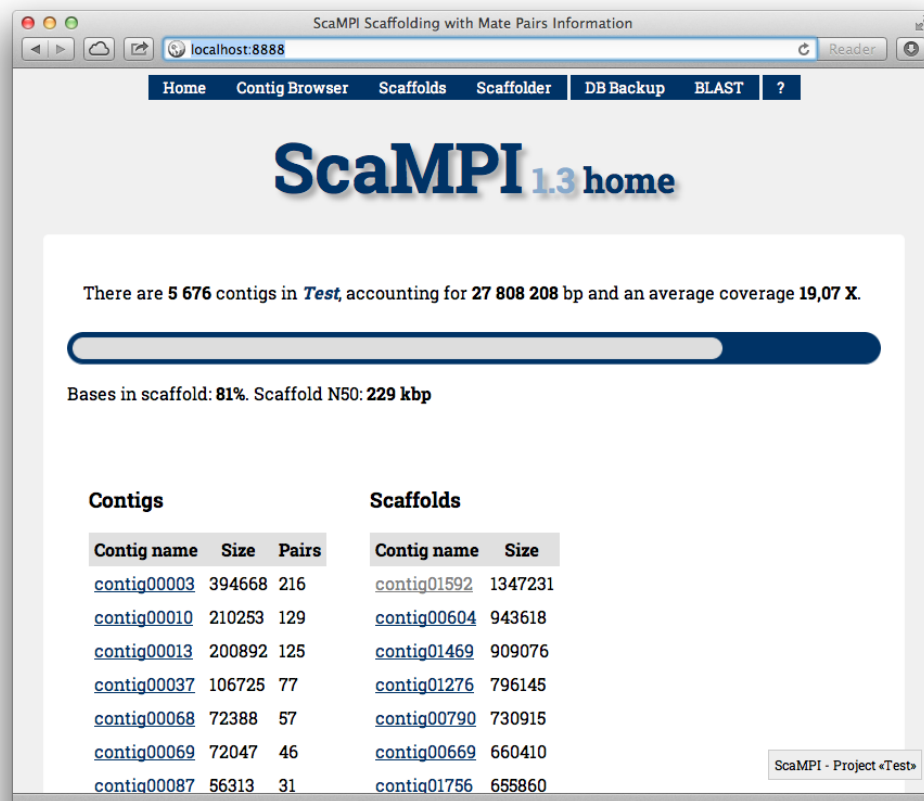 ScaMPI Scaffolding with Mate Pairs Information
localhost:8888
Reader
Home Contig Browser Scaffolds Scaffolder DB Backup BLAST ?
ScaMPI 1.3 home
There are 5 676 contigs in Test, accounting for 27 808 208 bp and an average coverage 19,07 X.
Bases in scaffold: 81%. Scaffold N50: 229 kbp
Contigs Scaffolds
Contig name Size Pairs Contig name Size
contig00003 394668 216 contig01592 1347231
contig00010 210253 129 contig00604 943618
contig00013 200892 125 contig01469 909076
contig00037 106725 77 contig01276 796145
contig00068 72388 57 contig00790 730915
contig00069 72047 46 contig00669 660410
contig00087 56313 31 contig01756 655860
ScaMPI - Project «Test»